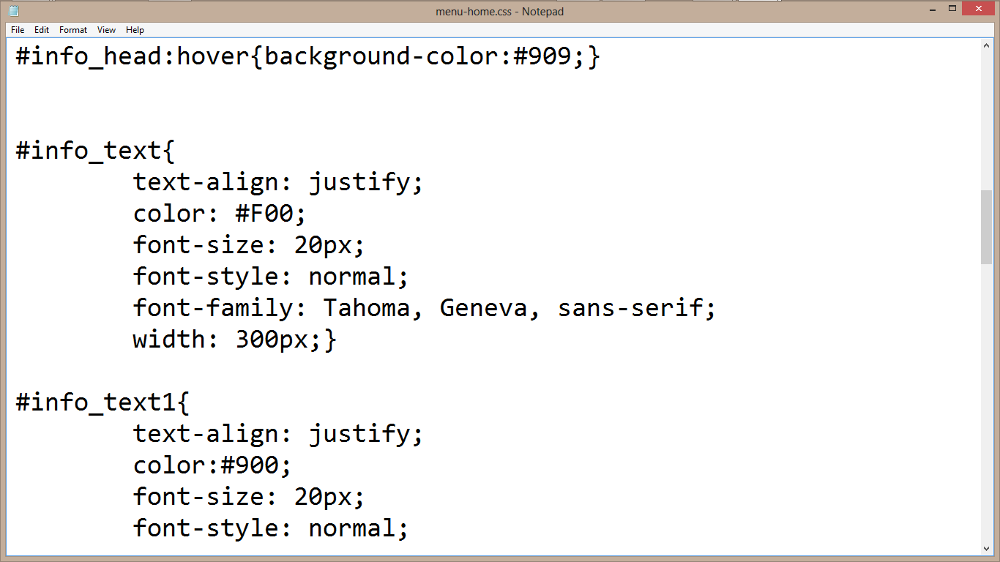 menu-home.css - Notepad
File Edit Format View Help
#info_head:hover{background-color:#909;}
#info_text{
text-align: justify;
color: #F00;
font-size: 20px;
font-style: normal;
font-family: Tahoma, Geneva, sans-serif;
width: 300px;}
#info_text1{
text-align: justify;
color:#900;
font-size: 20px;
font-style: normal;